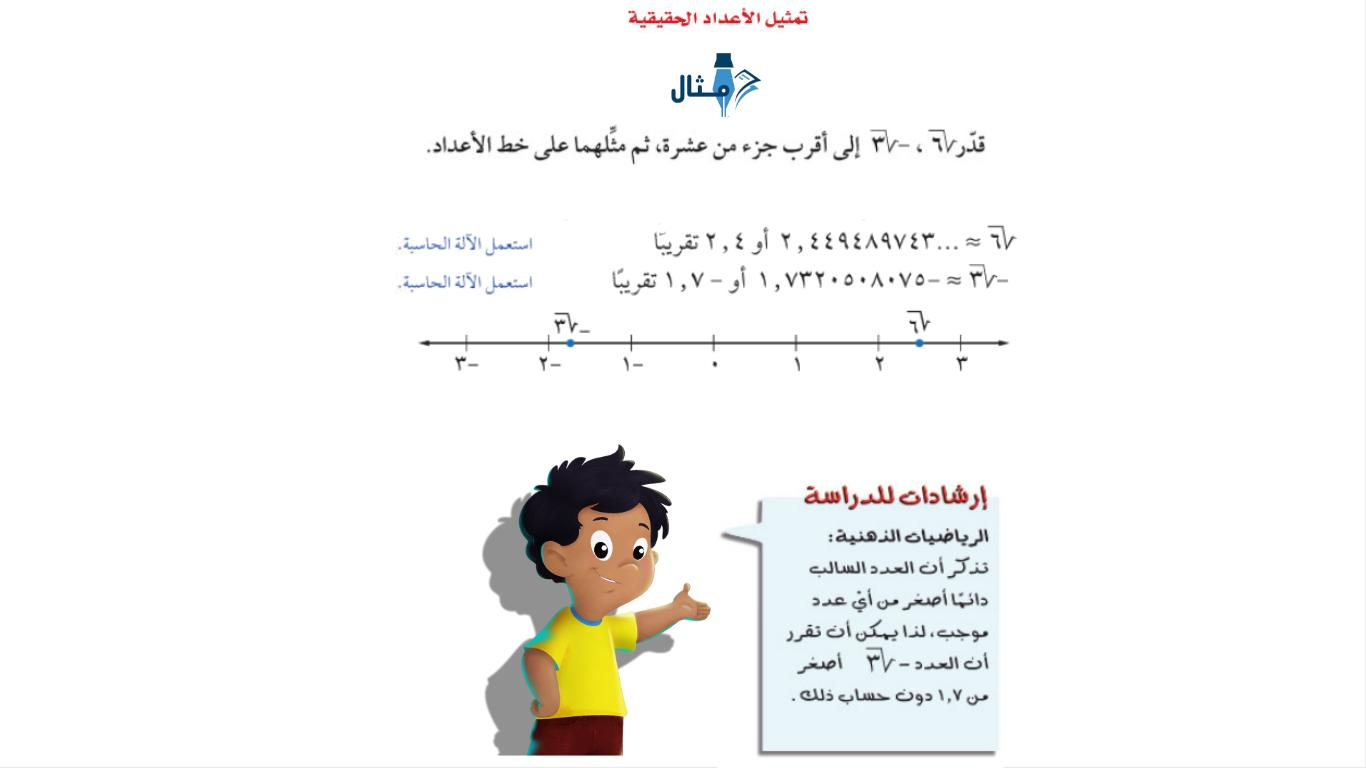 تمثيل الأعداد الحقيقية
مثال
قدّر √٦ ، −√٣ إلى أقرب جزء من عشرة، ثم مثِّلهما على خط الأعداد.
√٦ ≈ ٢,٤٤٩٤٨٩٧٤٣... أو ٢,٤ تقريبًا استعمل الآلة الحاسبة.
−√٣ ≈ −١,٧٣٢٠٥٠٨٠٧٥ أو −١,٧ تقريبًا استعمل الآلة الحاسبة.
−√٣ √٦
−٣ −٢ −١ ٠ ١ ٢ ٣
إرشادات للدراسة
الرياضيات الذهنية:
تذكر أن العدد السالب
دائمًا أصغر من أيّ عدد
موجب، لذا يمكن أن تقرر
أن العدد −√٣ أصغر
من ١,٧ دون حساب ذلك.